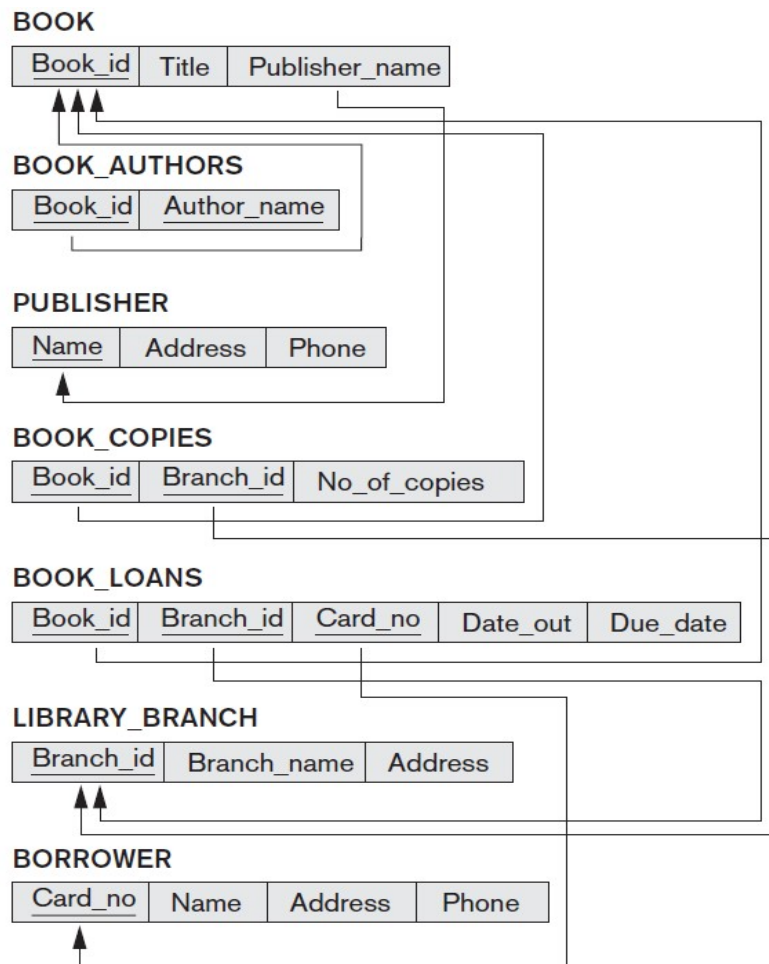 BOOK
Book_id Title Publisher_name
BOOK_AUTHORS
Book_id Author_name
PUBLISHER
Name Address Phone
BOOK_COPIES
Book_id Branch_id No_of_copies
BOOK_LOANS
Book_id Branch_id Card_no Date_out Due_date
LIBRARY_BRANCH
Branch_id Branch_name Address
BORROWER
Card_no Name Address Phone